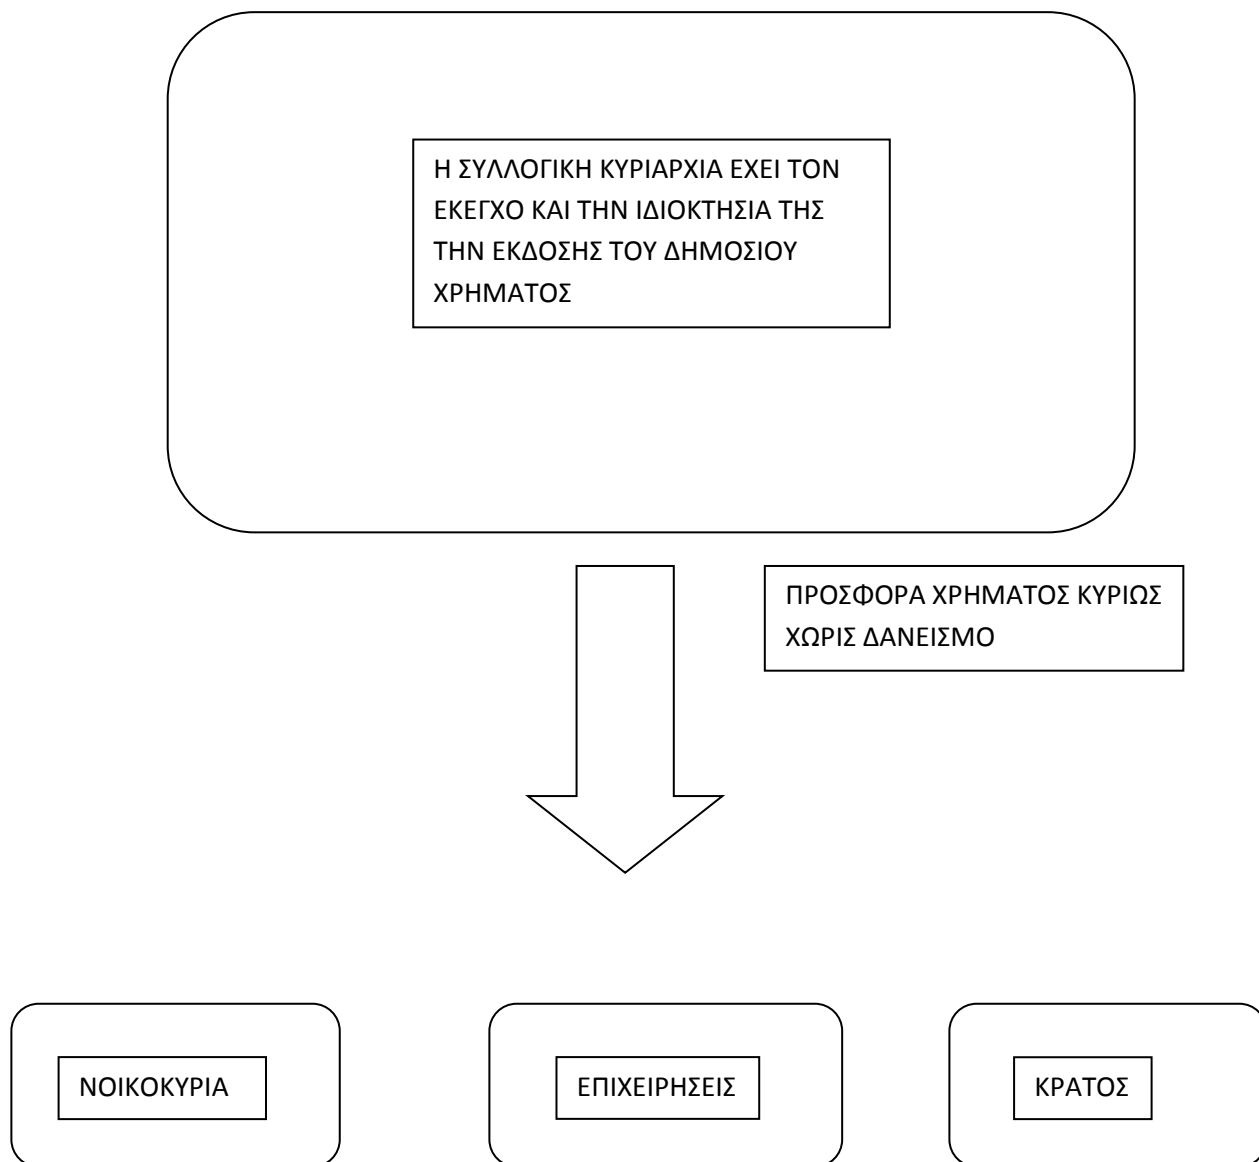 Η ΣΥΛΛΟΓΙΚΗ ΚΥΡΙΑΡΧΙΑ ΕΧΕΙ ΤΟΝ
ΕΚΕΓΧΟ ΚΑΙ ΤΗΝ ΙΔΙΟΚΤΗΣΙΑ ΤΗΣ
ΤΗΝ ΕΚΔΟΣΗΣ ΤΟΥ ΔΗΜΟΣΙΟΥ
ΧΡΗΜΑΤΟΣ
ΠΡΟΣΦΟΡΑ ΧΡΗΜΑΤΟΣ ΚΥΡΙΩΣ
ΧΩΡΙΣ ΔΑΝΕΙΣΜΟ
ΝΟΙΚΟΚΥΡΙΑ
ΕΠΙΧΕΙΡΗΣΕΙΣ
ΚΡΑΤΟΣ